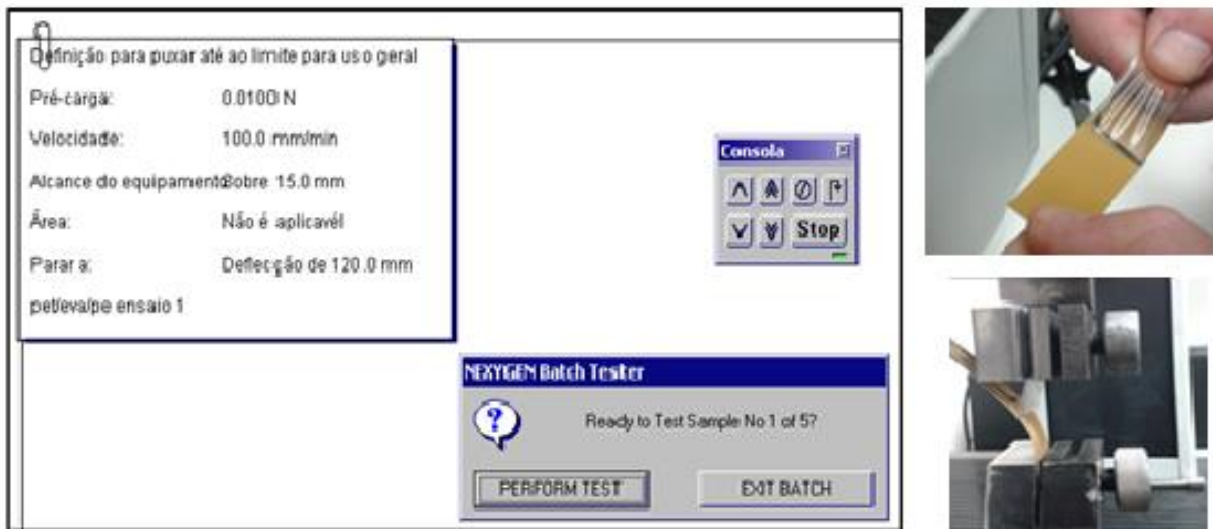 Definição para puxar até ao limite para uso geral
Pré-carga: 0.0100 N
Velocidade: 100.0 mm/min
Alcance do equipamento Sobre 15.0 mm
Área: Não é aplicavél
Parar a: Deflecção de 120.0 mm
pet/eva/pe ensaio 1
Consola
Stop
NEXYGEN Batch Tester
Ready to Test Sample No 1 of 5?
PERFORM TEST
EXIT BATCH